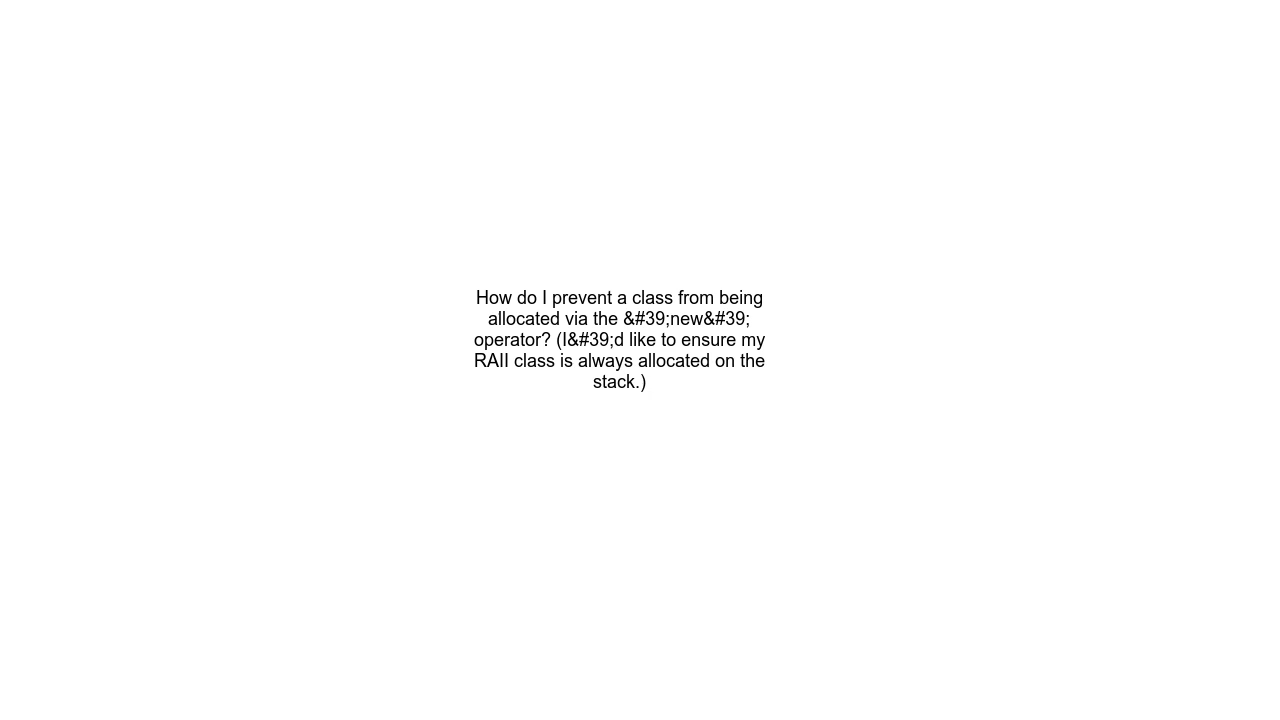 How do I prevent a class from being
allocated via the &#39;new&#39;
operator? (I&#39;d like to ensure my
RAII class is always allocated on the
stack.)